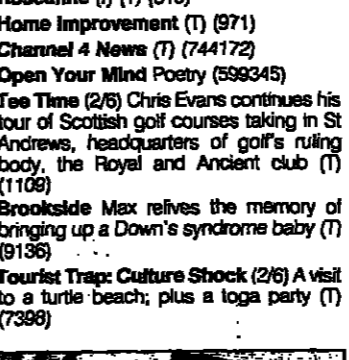 Home Improvement (T) (971)
Channel 4 News (T) (744172)
Open Your Mind Poetry (599345)
Tee Time (2/6) Chris Evans continues his
tour of Scottish golf courses taking in St
Andrews, headquarters of golf's ruling
body, the Royal and Ancient club (T)
(1109)
Brookside Max relives the memory of
bringing up a Down's syndrome baby (T)
(9136)
Tourist Trap: Culture Shock (2/6) A visit
to a turtle beach; plus a toga party (T)
(7398)